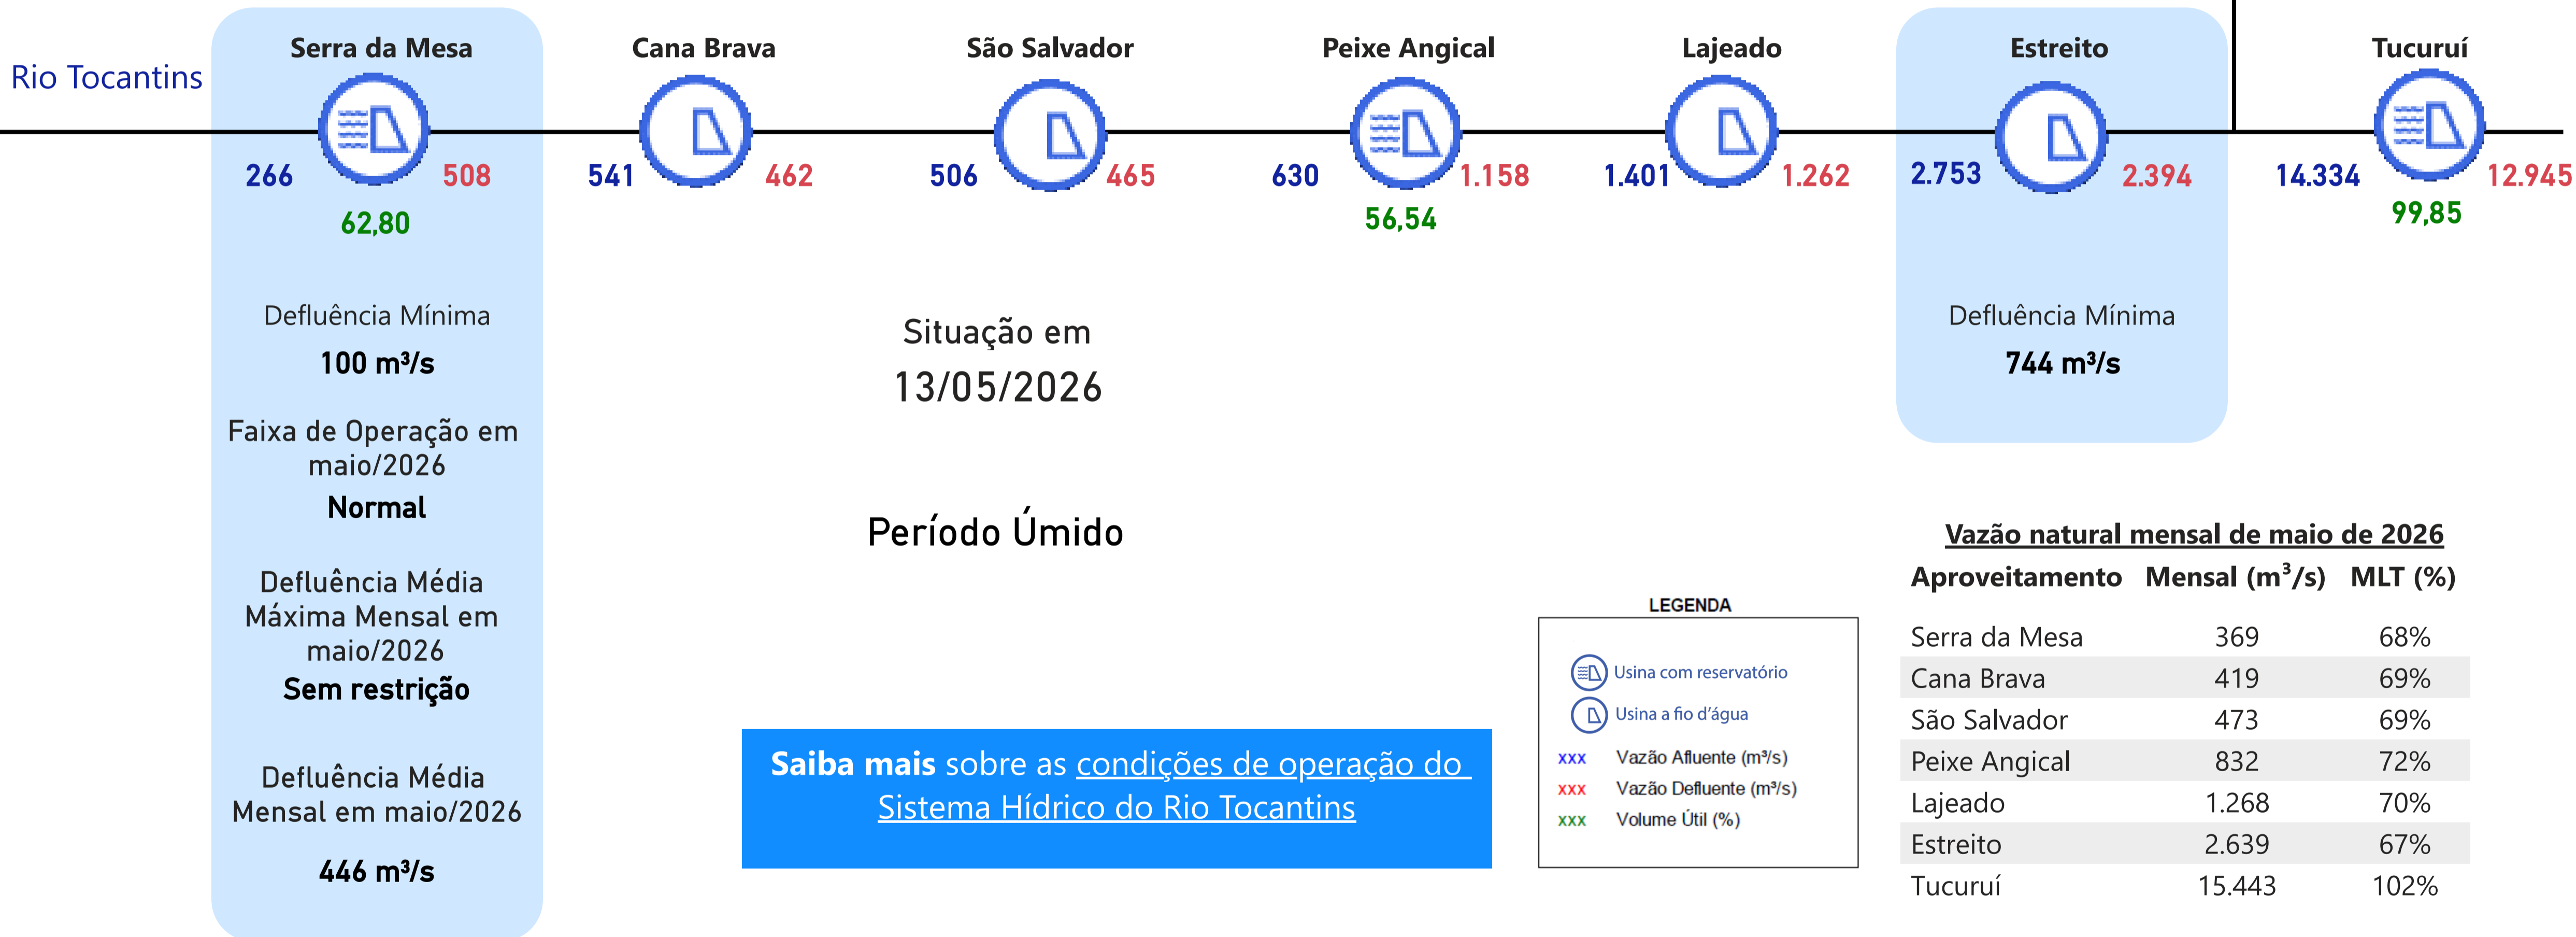 Rio Tocantins
Serra da Mesa
266
508
62,80
Cana Brava
541
462
São Salvador
506
465
Peixe Angical
630
1.158
56,54
Lajeado
1.401
1.262
Estreito
2.753
2.394
Tucuruí
14.334
12.945
99,85
Defluência Mínima
100 m³/s
Faixa de Operação em
maio/2026
Normal
Defluência Média
Máxima Mensal em
maio/2026
Sem restrição
Defluência Média
Mensal em maio/2026
446 m³/s
Situação em
13/05/2026
Período Úmido
Saiba mais sobre as condições de operação do
Sistema Hídrico do Rio Tocantins
Defluência Mínima
744 m³/s
LEGENDA
Usina com reservatório
Usina a fio d'água
xxx Vazão Afluente (m³/s)
xxx Vazão Defluente (m³/s)
xxx Volume Útil (%)
Vazão natural mensal de maio de 2026
Aproveitamento Mensal (m³/s) MLT (%)
Serra da Mesa 369 68%
Cana Brava 419 69%
São Salvador 473 69%
Peixe Angical 832 72%
Lajeado 1.268 70%
Estreito 2.639 67%
Tucuruí 15.443 102%